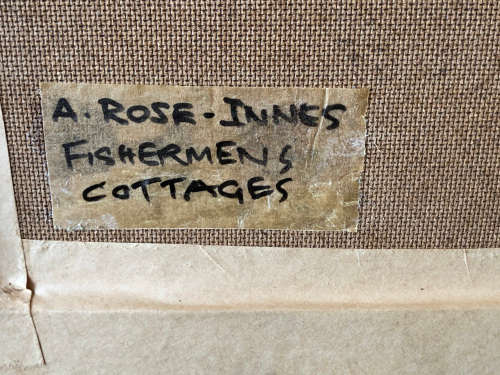 A. ROSE-INNES
FISHERMENS
COTTAGES